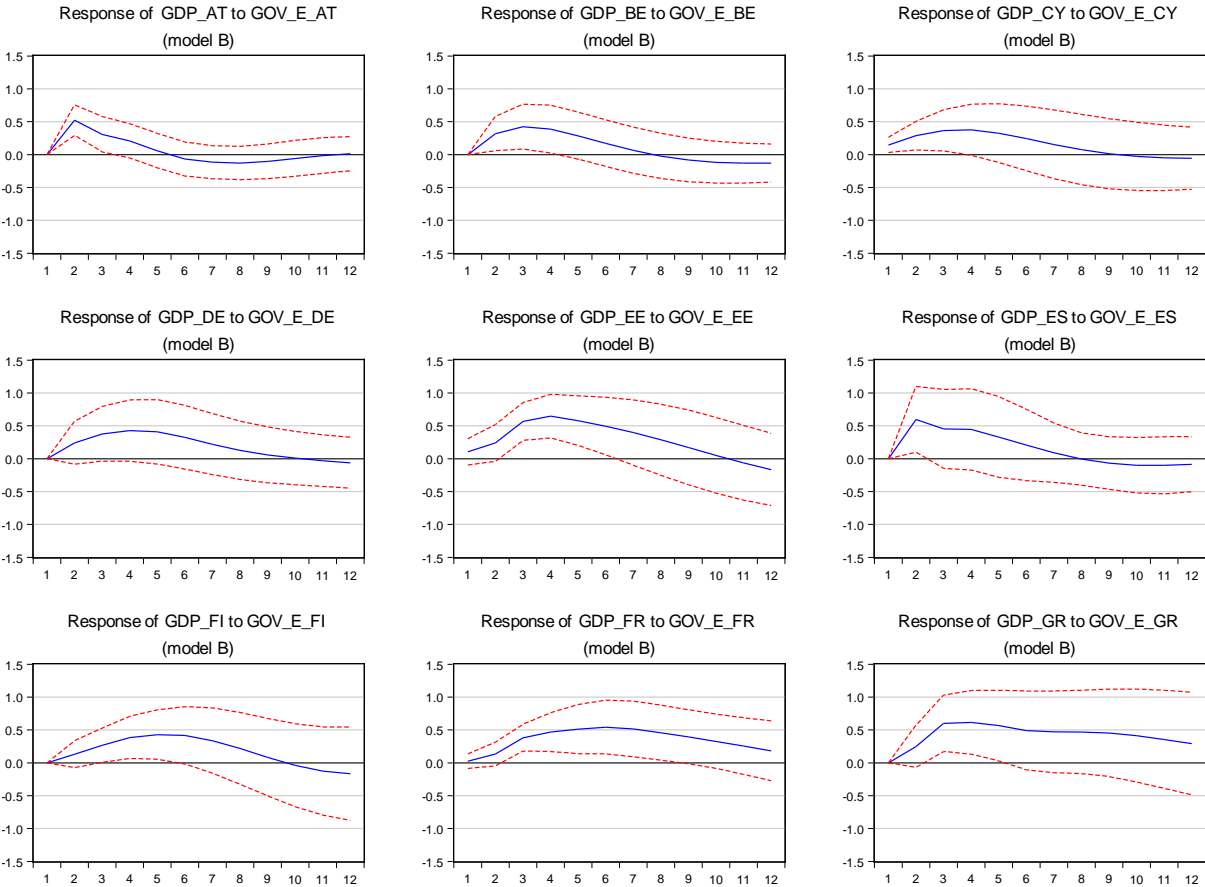 Response of GDP_AT to GOV_E_AT
(model B)
1.5
1.0
0.5
0.0
-0.5
-1.0
-1.5
1 2 3 4 5 6 7 8 9 10 11 12
Response of GDP_BE to GOV_E_BE
(model B)
1.5
1.0
0.5
0.0
-0.5
-1.0
-1.5
1 2 3 4 5 6 7 8 9 10 11 12
Response of GDP_CY to GOV_E_CY
(model B)
1.5
1.0
0.5
0.0
-0.5
-1.0
-1.5
1 2 3 4 5 6 7 8 9 10 11 12
Response of GDP_DE to GOV_E_DE
(model B)
1.5
1.0
0.5
0.0
-0.5
-1.0
-1.5
1 2 3 4 5 6 7 8 9 10 11 12
Response of GDP_EE to GOV_E_EE
(model B)
1.5
1.0
0.5
0.0
-0.5
-1.0
-1.5
1 2 3 4 5 6 7 8 9 10 11 12
Response of GDP_ES to GOV_E_ES
(model B)
1.5
1.0
0.5
0.0
-0.5
-1.0
-1.5
1 2 3 4 5 6 7 8 9 10 11 12
Response of GDP_FI to GOV_E_FI
(model B)
1.5
1.0
0.5
0.0
-0.5
-1.0
-1.5
1 2 3 4 5 6 7 8 9 10 11 12
Response of GDP_FR to GOV_E_FR
(model B)
1.5
1.0
0.5
0.0
-0.5
-1.0
-1.5
1 2 3 4 5 6 7 8 9 10 11 12
Response of GDP_GR to GOV_E_GR
(model B)
1.5
1.0
0.5
0.0
-0.5
-1.0
-1.5
1 2 3 4 5 6 7 8 9 10 11 12